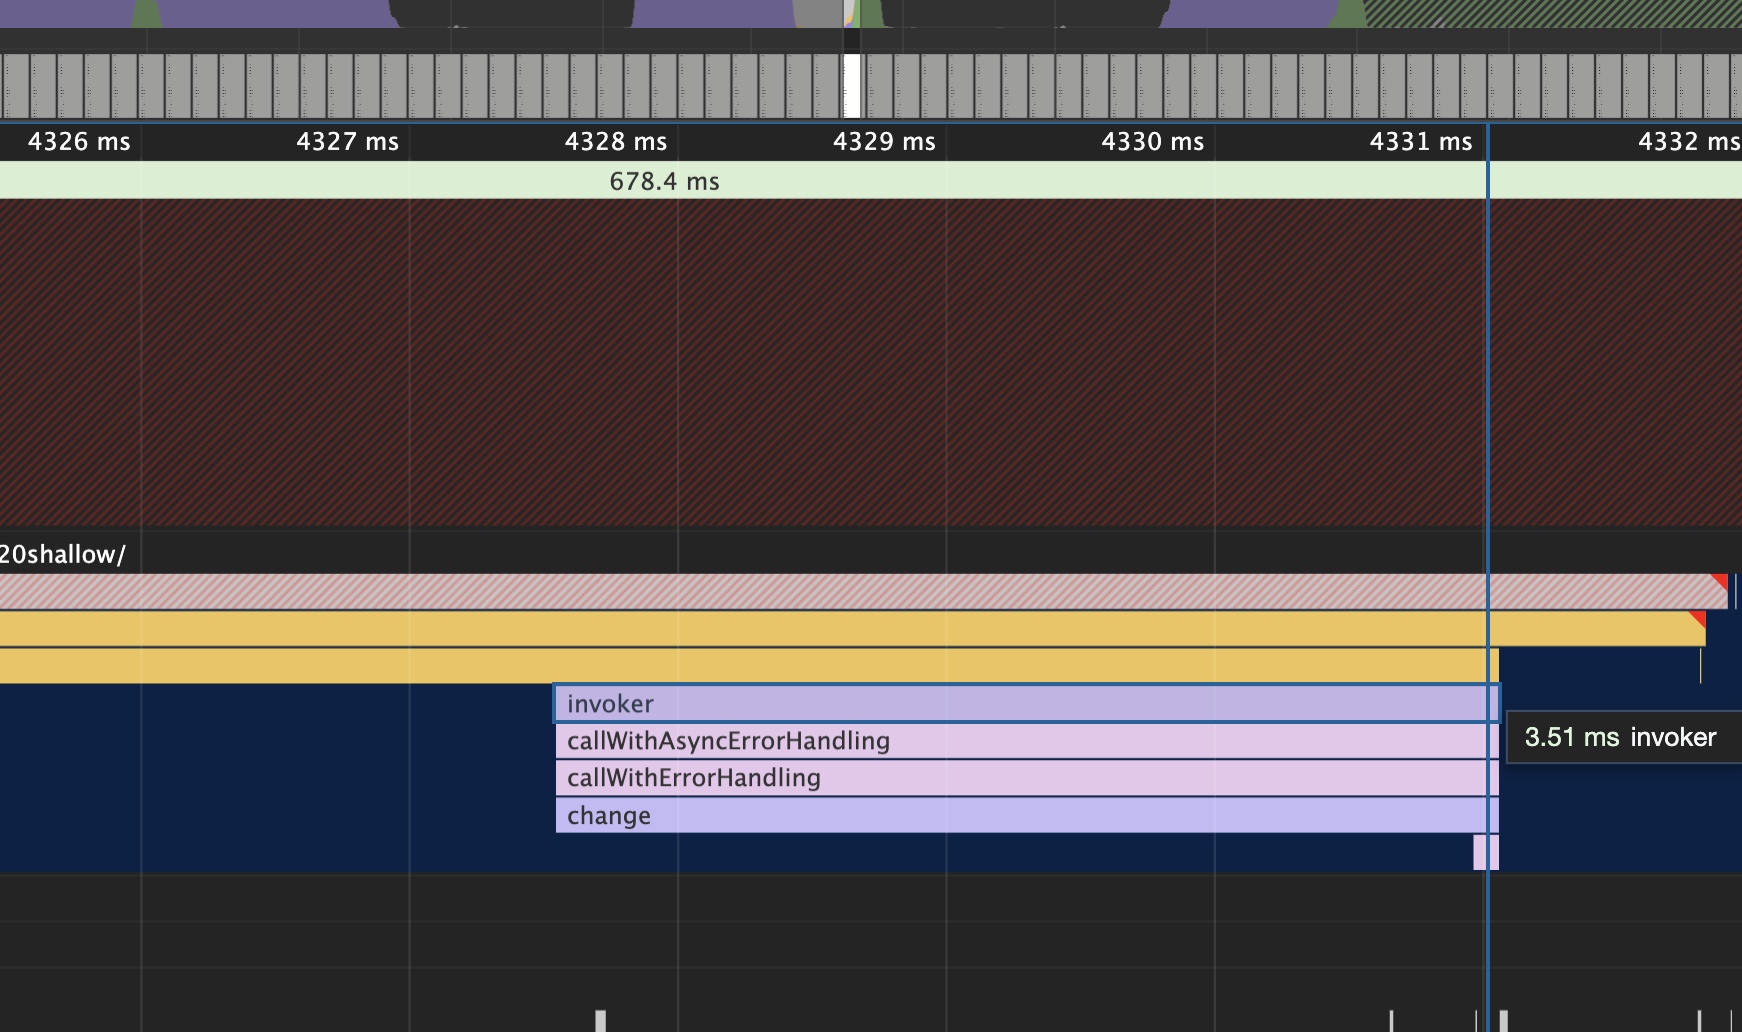 4326 ms 4327 ms 4328 ms 4329 ms 4330 ms 4331 ms 4332 ms
678.4 ms
20shallow/
invoker
3.51 ms invoker
callWithAsyncErrorHandling
callWithErrorHandling
change